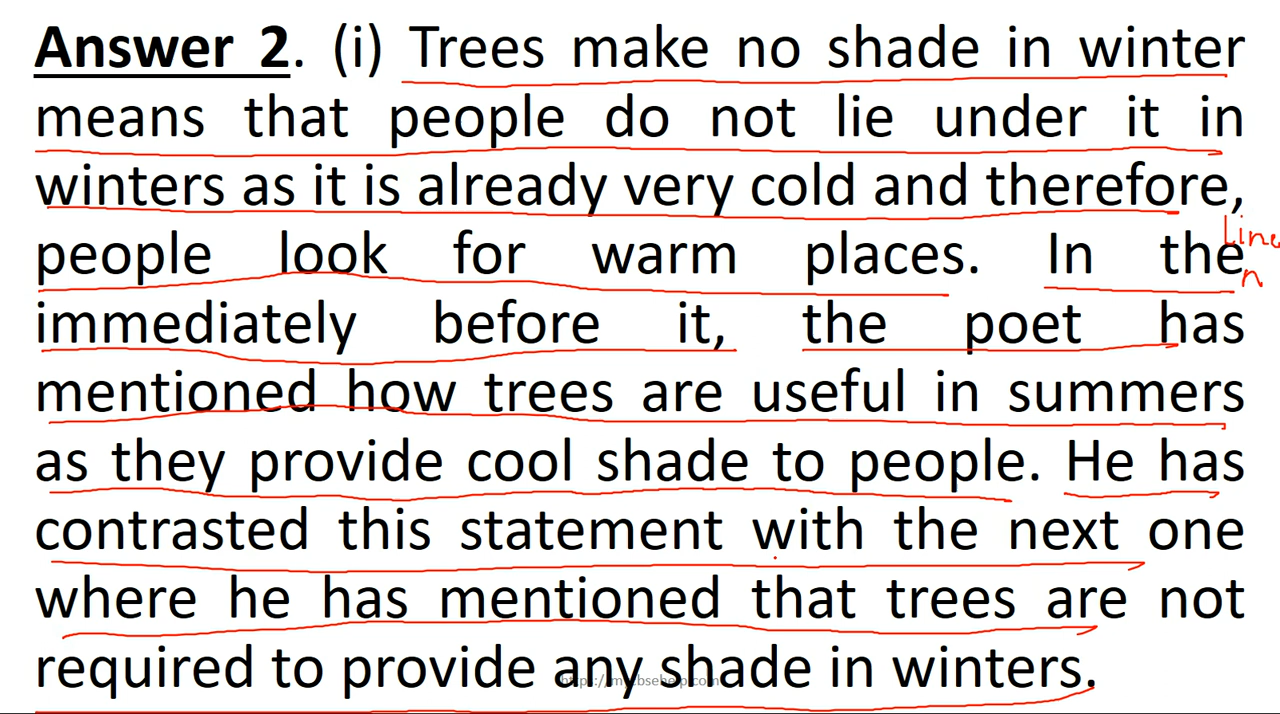 Answer 2. (i) Trees make no shade in winter
means that people do not lie under it in
winters as it is already very cold and therefore,
line
people look for warm places. In the
n
immediately before it, the poet has
mentioned how trees are useful in summers
as they provide cool shade to people. He has
contrasted this statement with the next one
where he has mentioned that trees are not
required to provide any shade in winters.